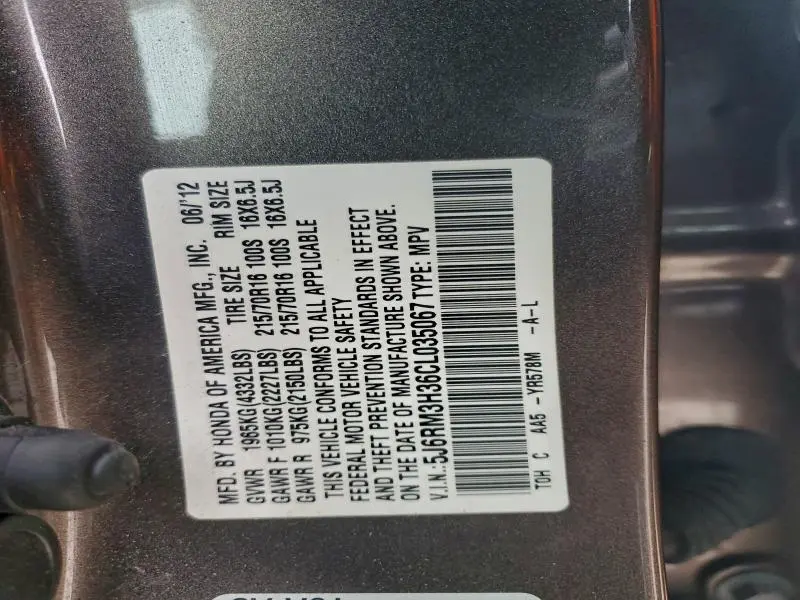 MFD. BY HONDA OF AMERICA MFG., INC. 06/'12
GVWR 1965KG(4332LBS) TIRE SIZE RIM SIZE
GAWR F 1010KG(2227LBS) 215/70R16 100S 16X6.5J
GAWR R 975KG(2150LBS) 215/70R16 100S 16X6.5J
THIS VEHICLE CONFORMS TO ALL APPLICABLE
FEDERAL MOTOR VEHICLE SAFETY
AND THEFT PREVENTION STANDARDS IN EFFECT
ON THE DATE OF MANUFACTURE SHOWN ABOVE.
V.I.N.:5J6RM3H36CL035067 TYPE: MPV
TOH C AA5 -YR578M -A-L